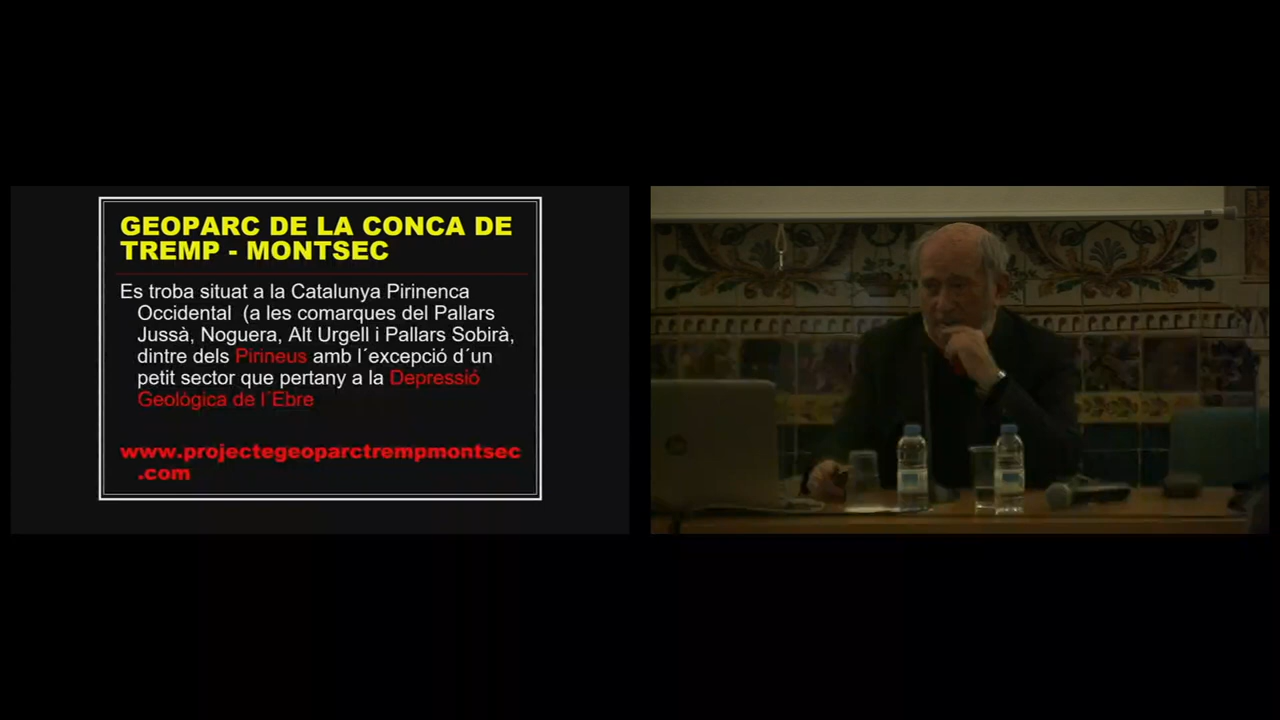 GEOPARC DE LA CONCA DE
TREMP - MONTSEC
Es troba situat a la Catalunya Pirinenca
Occidental (a les comarques del Pallars
Jussà, Noguera, Alt Urgell i Pallars Sobirà,
dintre dels Pirineus amb l´excepció d´un
petit sector que pertany a la Depressió
Geològica de l´Ebre
www.projectegeoparctrempmontsec
.com